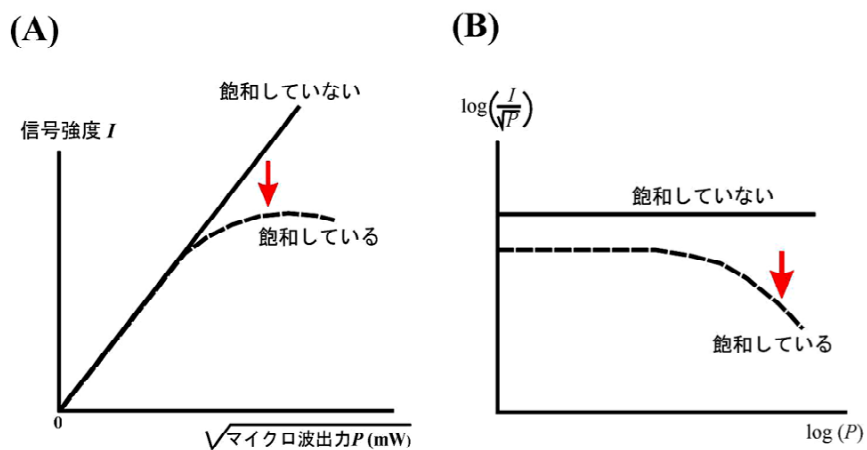 (A)
飽和していない
信号強度 I
飽和している
0
√マイクロ波出力P (mW)
(B)
log(I/√P)
飽和していない
飽和している
log (P)